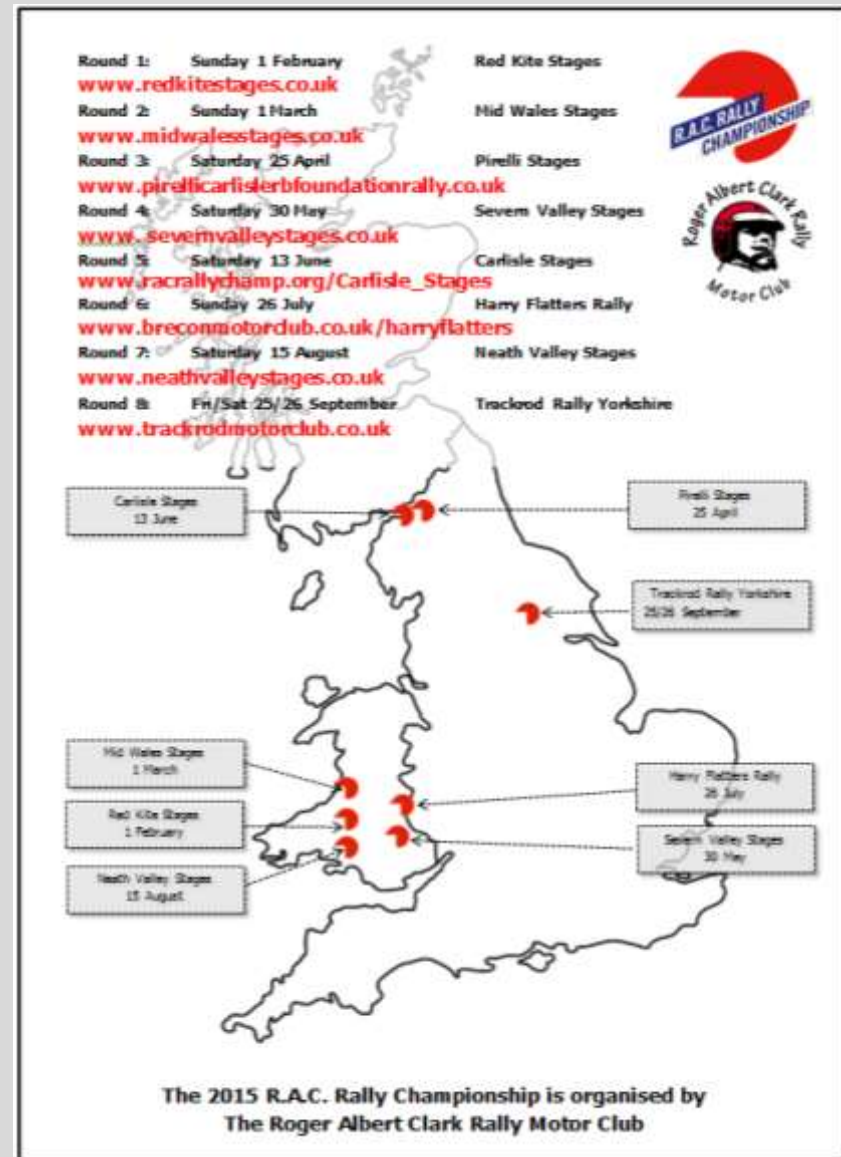 Round 1: Sunday 1 February Red Kite Stages
www.redkitestages.co.uk
Round 2: Sunday 1 March Mid Wales Stages
www.midwalesstages.co.uk
Round 3: Saturday 25 April Pirelli Stages
www.pirellicarlislerbfoundationrally.co.uk
Round 4: Saturday 30 May Severn Valley Stages
www. severnvalleystages.co.uk
Round 5: Saturday 13 June Carlisle Stages
www.racrallychamp.org/Carlisle_Stages
Round 6: Sunday 26 July Harry Flatters Rally
www.breconmotorclub.co.uk/harryflatters
Round 7: Saturday 15 August Neath Valley Stages
www.neathvalleystages.co.uk
Round 8: Fri/Sat 25/26 September Trackrod Rally Yorkshire
www.trackrodmotorclub.co.uk
R.A.C. RALLY
CHAMPIONSHIP
Roger Albert Clark Rally
Motor Club
Carlisle Stages
13 June
Pirelli Stages
25 April
Trackrod Rally Yorkshire
25/26 September
Mid Wales Stages
1 March
Harry Flatters Rally
26 July
Red Kite Stages
1 February
Severn Valley Stages
30 May
Neath Valley Stages
15 August
The 2015 R.A.C. Rally Championship is organised by
The Roger Albert Clark Rally Motor Club